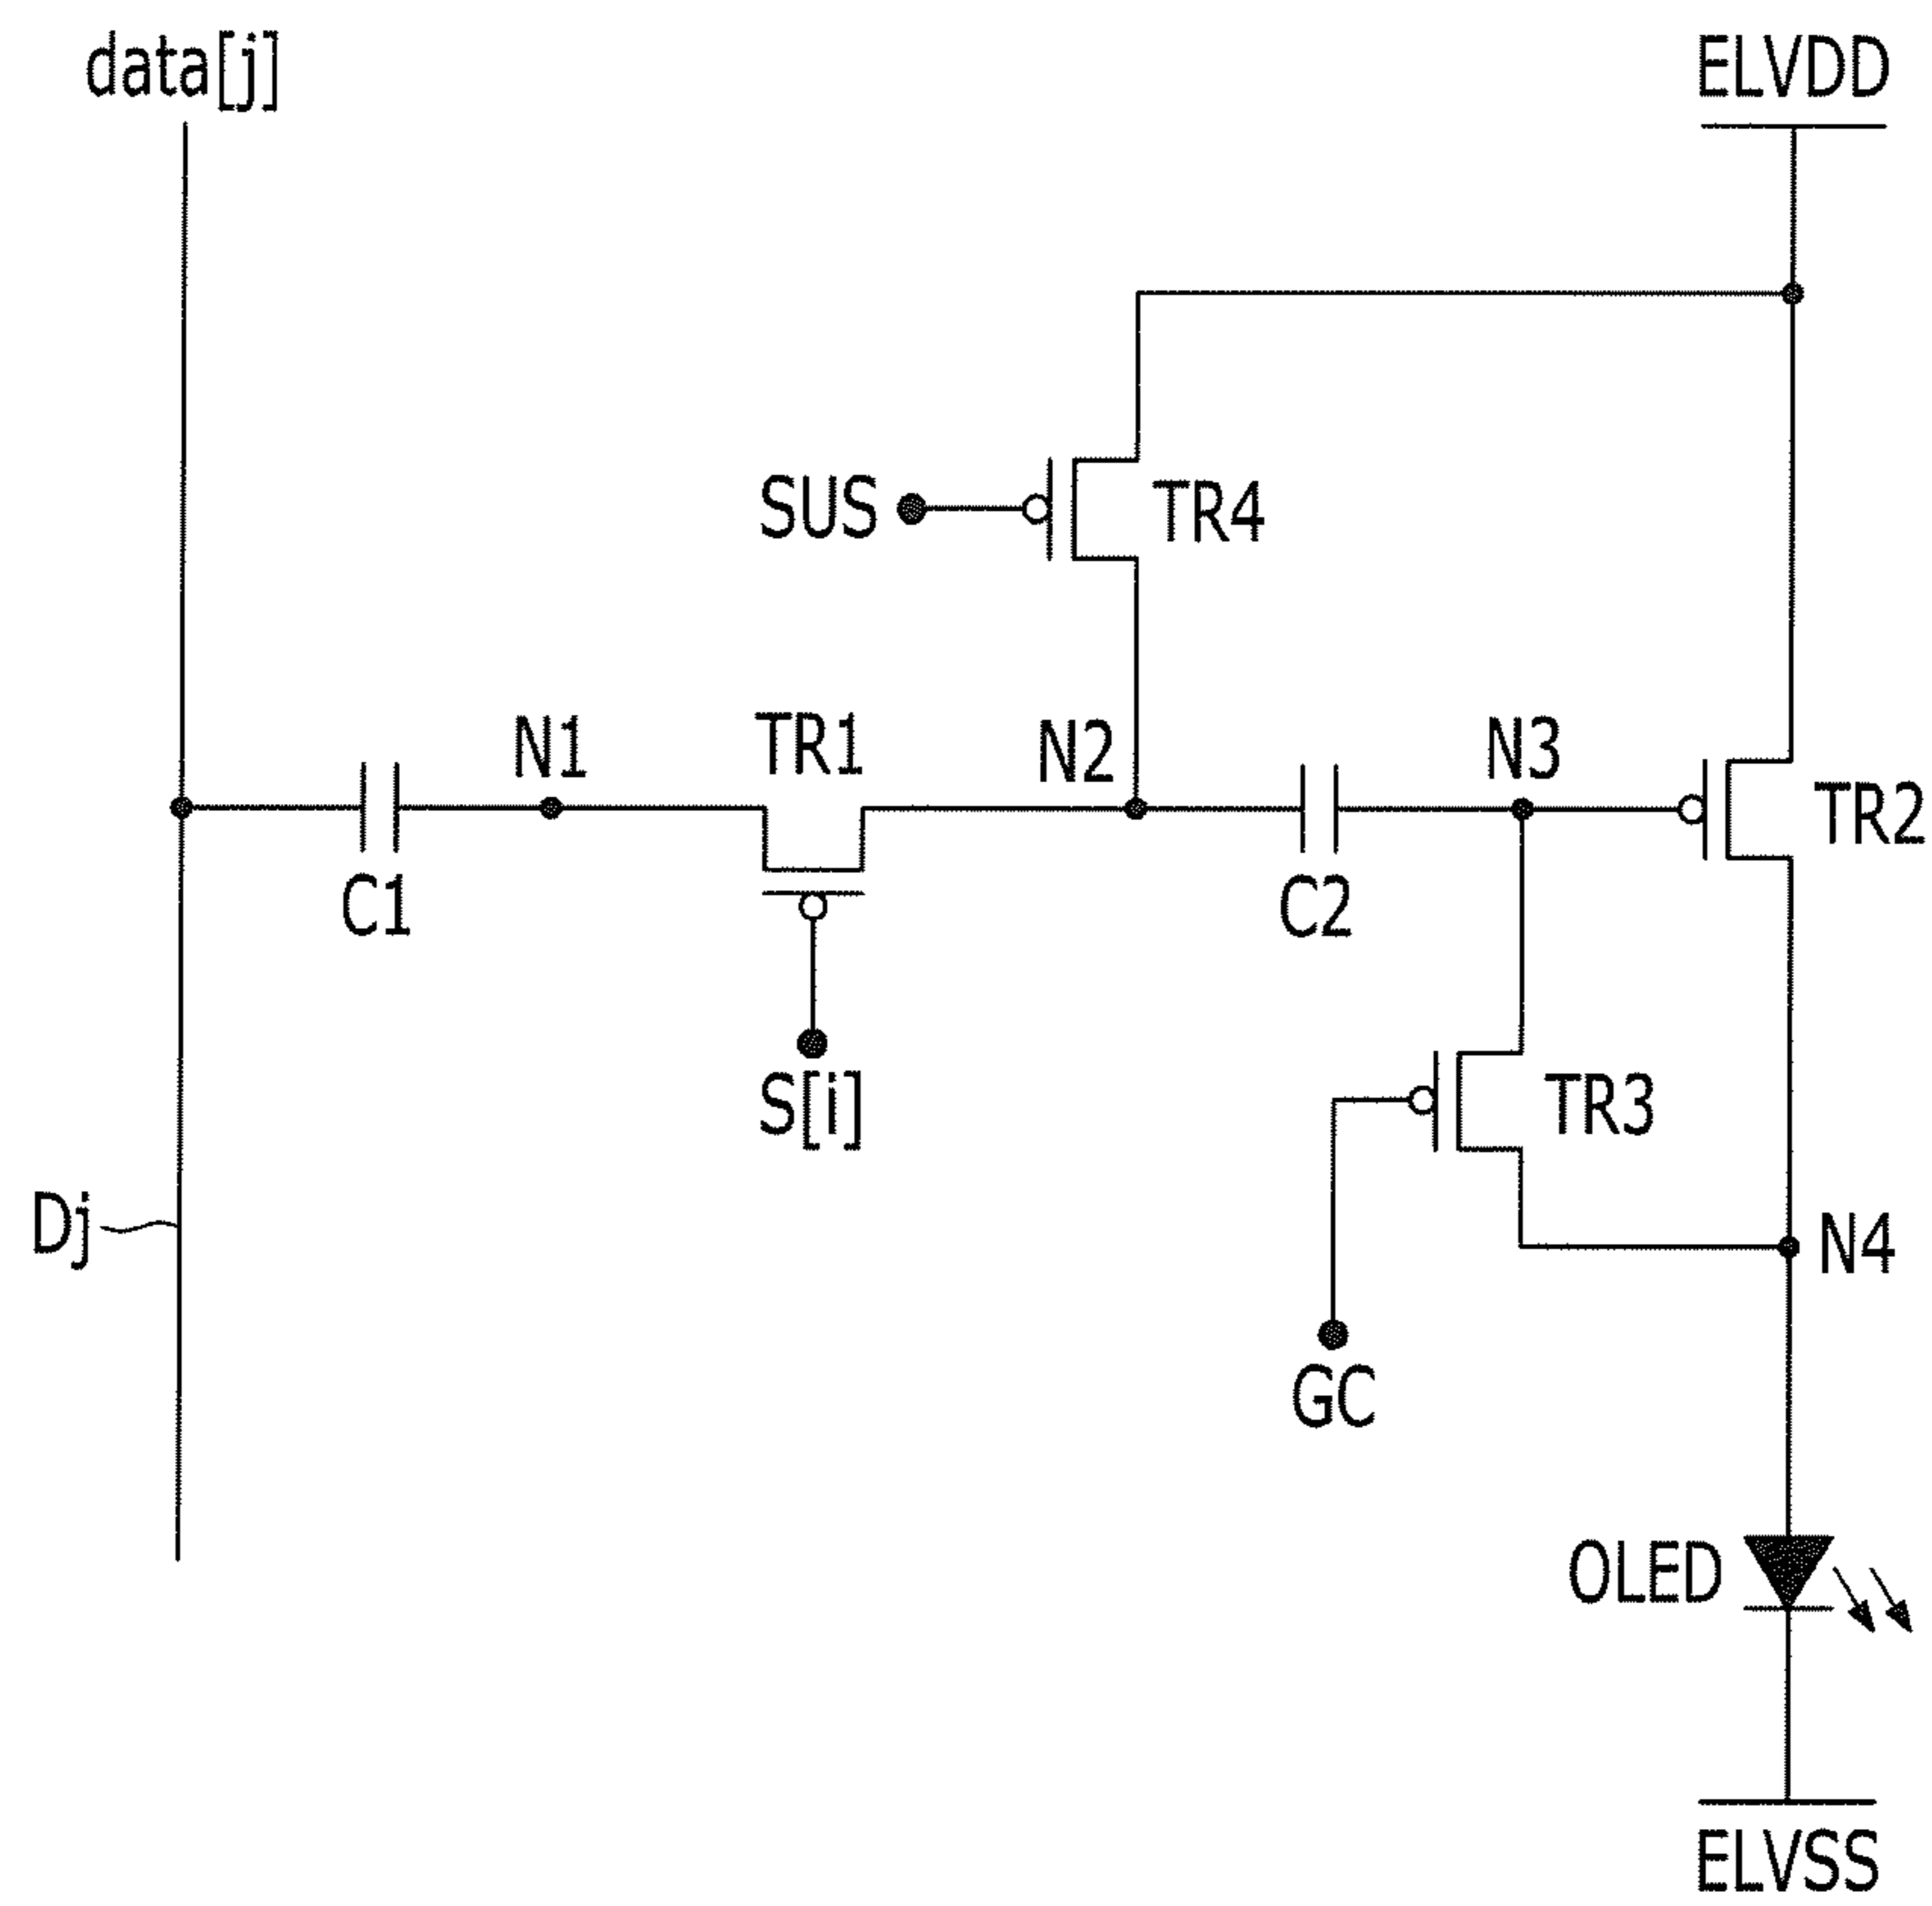 data[j]
ELVDD
SUS
TR4
N1
TR1
N2
N3
TR2
C1
C2
S[i]
TR3
Dj
N4
GC
OLED
ELVSS